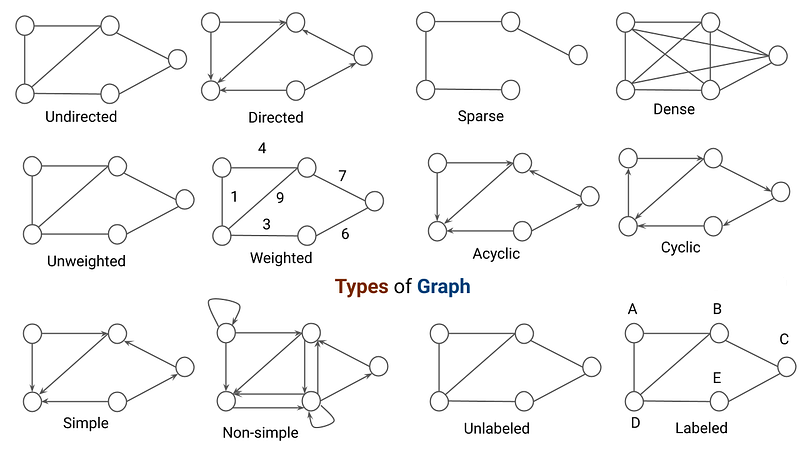 Undirected
Directed
Sparse
Dense
Unweighted
4
1
9
7
3
6
Weighted
Acyclic
Cyclic
Types of Graph
Simple
Non-simple
Unlabeled
A
B
C
E
D
Labeled